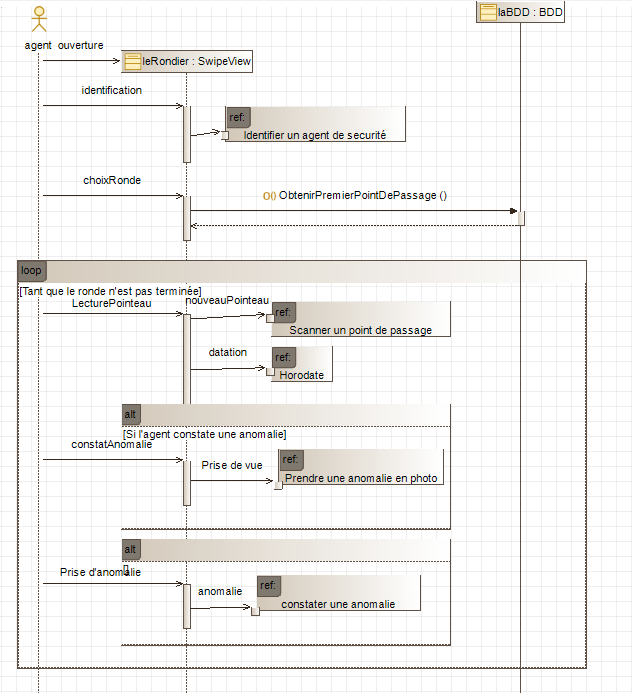 laBDD : BDD
agent ouverture
leRondier : SwipeView
identification
ref:
Identifier un agent de securité
choixRonde
O() ObtenirPremierPointDePassage ()
loop
[Tant que le ronde n'est pas terminée]
LecturePointeau
nouveauPointeau
ref:
Scanner un point de passage
datation
ref:
Horodate
alt
[Si l'agent constate une anomalie]
constatAnomalie
Prise de vue
ref:
Prendre une anomalie en photo
alt
[]
Prise d'anomalie
anomalie
ref:
constater une anomalie